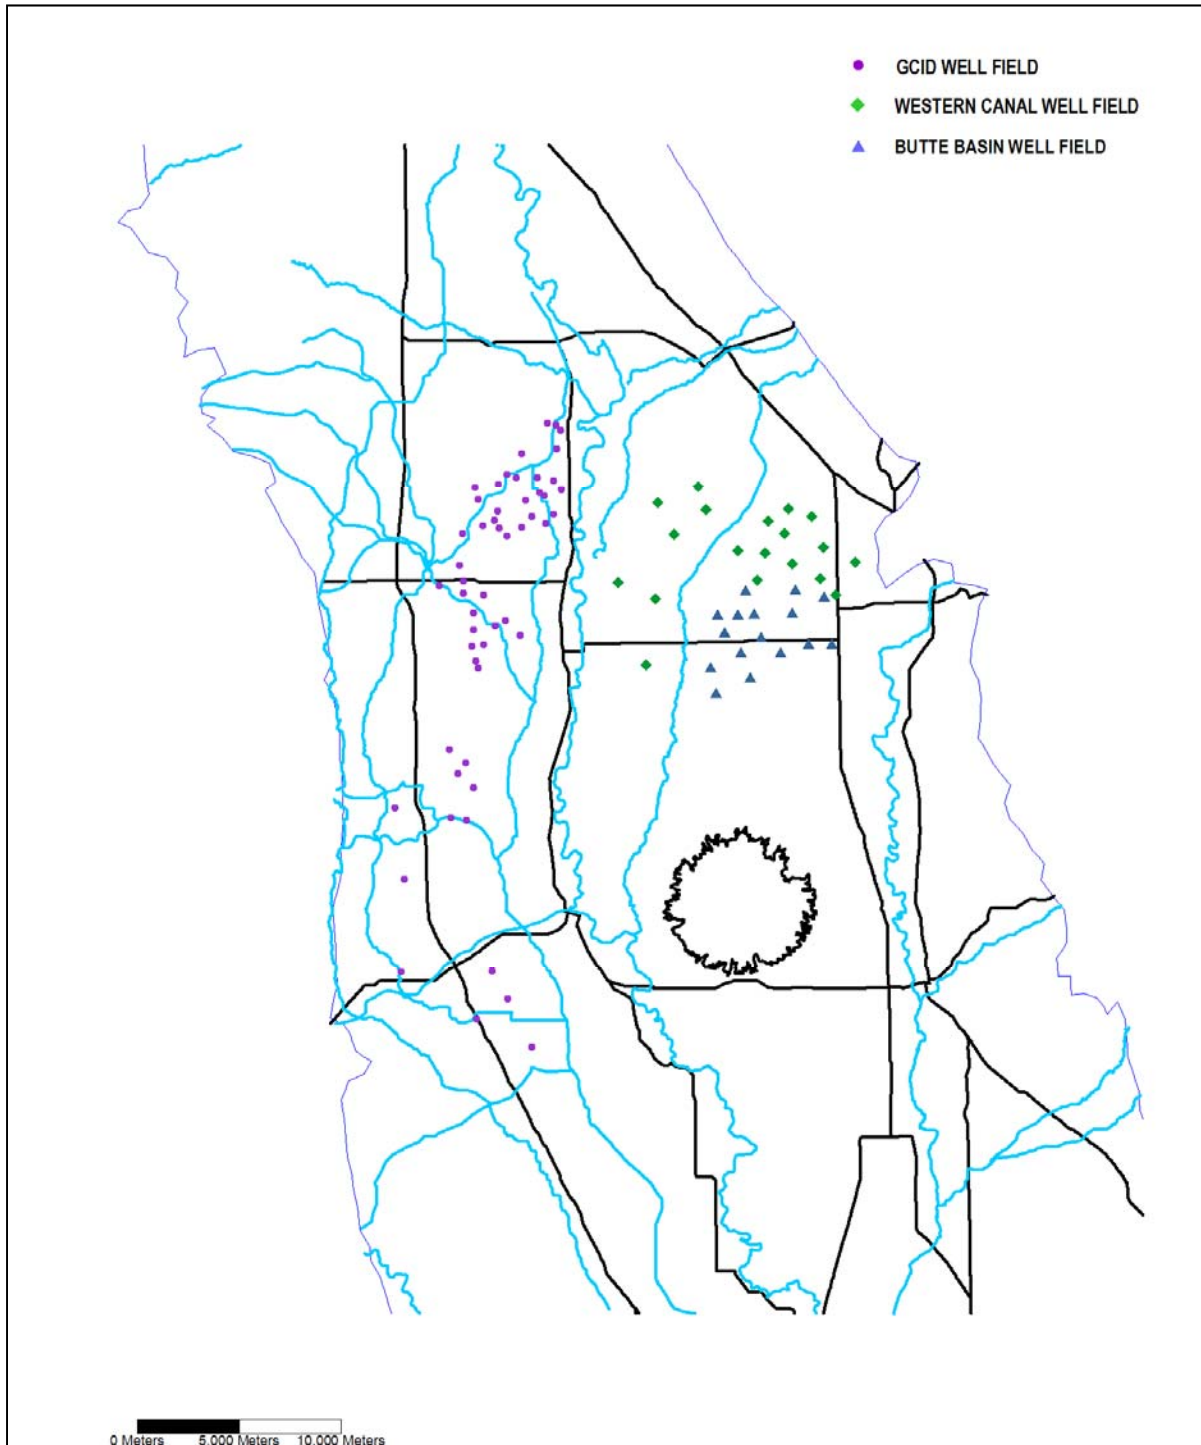 GCID WELL FIELD
WESTERN CANAL WELL FIELD
BUTTE BASIN WELL FIELD
0 Meters 5,000 Meters 10,000 Meters